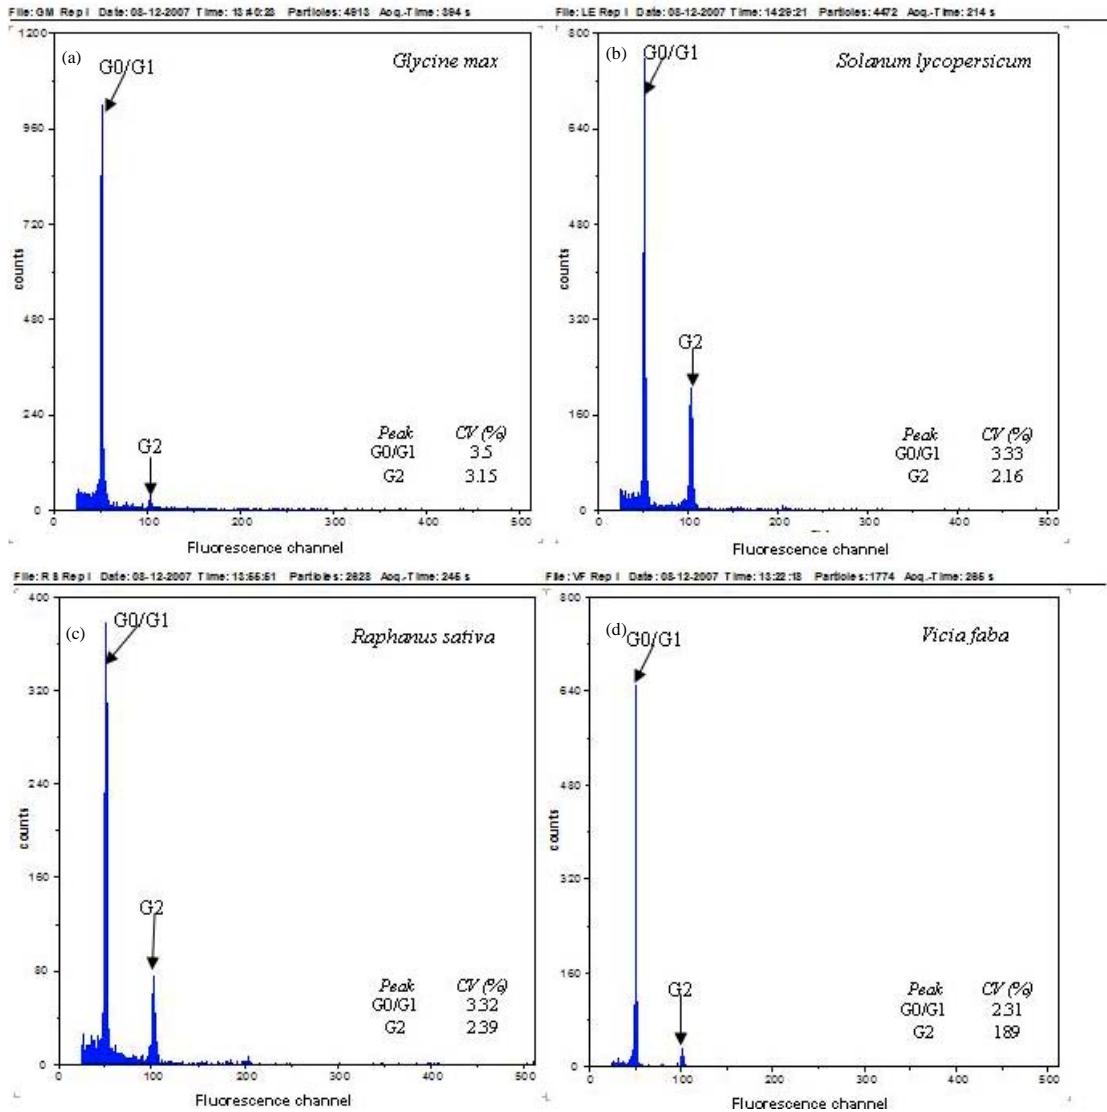 File: GM Rep I Date: 08-12-2007 Time: 13:40:23 Particles: 4913 Acq.-Time: 394 s
(a)
Glycine max
G0/G1
G2
Peak CV (%)
G0/G1 3.5
G2 3.15
counts
1200
960
720
480
240
0
0 100 200 300 400 500
Fluorescence channel
File: LE Rep I Date: 08-12-2007 Time: 14:29:21 Particles: 4472 Acq.-Time: 214 s
(b)
Solanum lycopersicum
G0/G1
G2
Peak CV (%)
G0/G1 3.33
G2 2.16
counts
800
640
480
320
160
0
0 100 200 300 400 500
Fluorescence channel
File: RS Rep I Date: 08-12-2007 Time: 13:55:51 Particles: 2623 Acq.-Time: 245 s
(c)
Raphanus sativa
G0/G1
G2
Peak CV (%)
G0/G1 3.32
G2 2.39
counts
400
320
240
160
80
0
0 100 200 300 400 500
Fluorescence channel
File: VF Rep I Date: 08-12-2007 Time: 13:22:13 Particles: 1774 Acq.-Time: 265 s
(d)
Vicia faba
G0/G1
G2
Peak CV (%)
G0/G1 2.31
G2 189
counts
800
640
480
320
160
0
0 100 200 300 400 500
Fluorescence channel